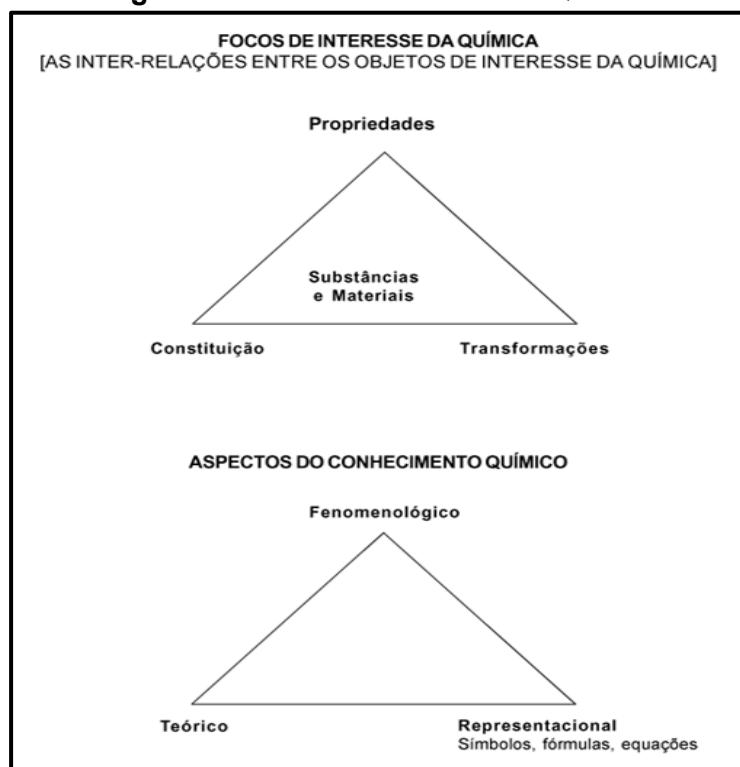 FOCOS DE INTERESSE DA QUÍMICA
[AS INTER-RELAÇÕES ENTRE OS OBJETOS DE INTERESSE DA QUÍMICA]
Propriedades
Substâncias
e Materiais
Constituição
Transformações
ASPECTOS DO CONHECIMENTO QUÍMICO
Fenomenológico
Teórico
Representacional
Símbolos, fórmulas, equações